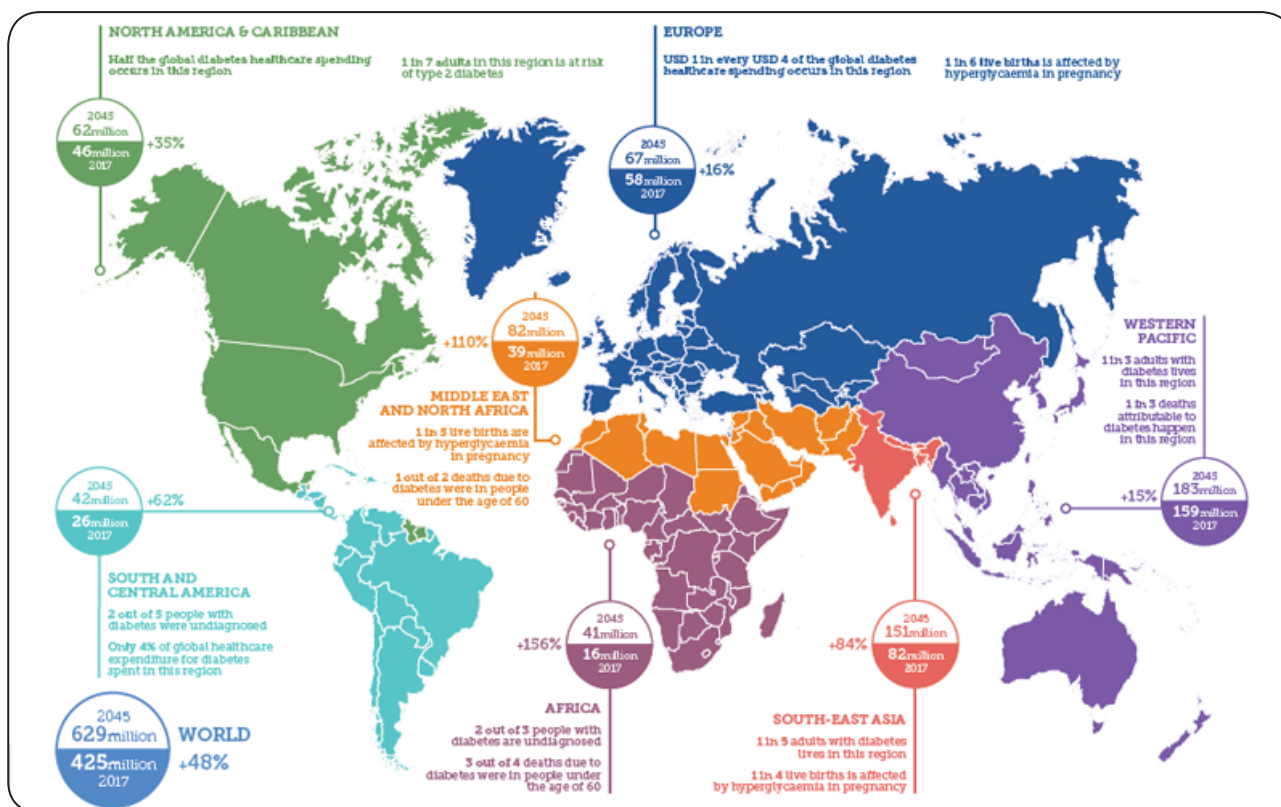 NORTH AMERICA & CARIBBEAN
Half the global diabetes healthcare spending
occurs in this region
1 in 7 adults in this region is at risk
of type 2 diabetes
2045
62million
46million
2017
+35%
EUROPE
USD 1 in every USD 4 of the global diabetes
healthcare spending occurs in this region
1 in 6 live births is affected by
hyperglycaemia in pregnancy
2045
67million
58million
2017
+16%
2045
82million
39million
2017
+110%
MIDDLE EAST
AND NORTH AFRICA
1 in 5 live births are
affected by hyperglycaemia
in pregnancy
1 out of 2 deaths due to
diabetes were in people
under the age of 60
WESTERN
PACIFIC
1 in 3 adults with
diabetes lives
in this region
1 in 3 deaths
attributable to
diabetes happen
in this region
2045
183million
159million
2017
+15%
2045
42million
26million
2017
+62%
SOUTH AND
CENTRAL AMERICA
2 out of 5 people with
diabetes were undiagnosed
Only 4% of global healthcare
expenditure for diabetes
spent in this region
2045
629million
425million
2017
WORLD
+48%
2045
41million
16million
2017
+156%
AFRICA
2 out of 3 people with
diabetes are undiagnosed
3 out of 4 deaths due to
diabetes were in people under
the age of 60
2045
151million
82million
2017
+84%
SOUTH-EAST ASIA
1 in 5 adults with diabetes
lives in this region
1 in 4 live births is affected
by hyperglycaemia in pregnancy